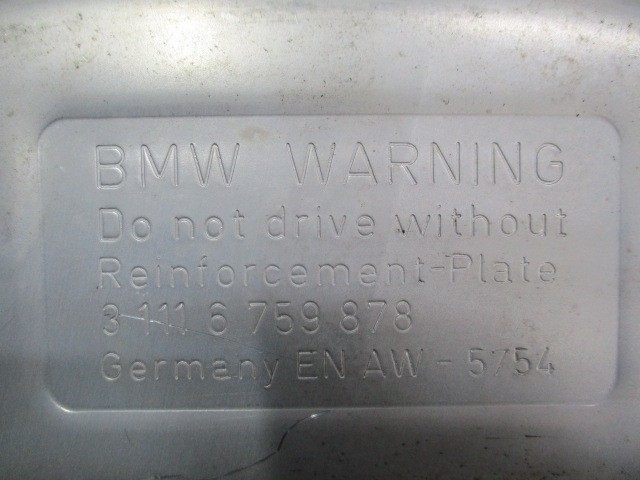 BMW WARNING
Do not drive without
Reinforcement-Plate
3 111 6 759 878
Germany EN AW - 5754